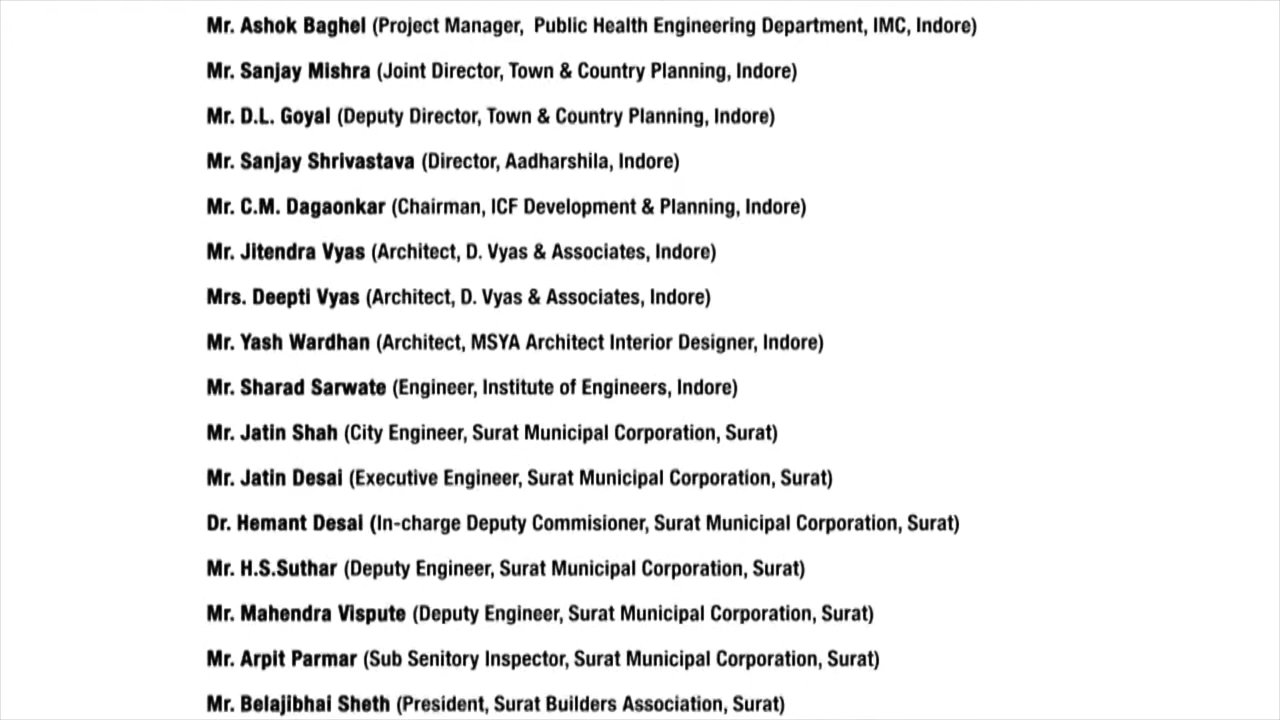 Mr. Ashok Baghel (Project Manager, Public Health Engineering Department, IMC, Indore)
Mr. Sanjay Mishra (Joint Director, Town & Country Planning, Indore)
Mr. D.L. Goyal (Deputy Director, Town & Country Planning, Indore)
Mr. Sanjay Shrivastava (Director, Aadharshila, Indore)
Mr. C.M. Dagaonkar (Chairman, ICF Development & Planning, Indore)
Mr. Jitendra Vyas (Architect, D. Vyas & Associates, Indore)
Mrs. Deepti Vyas (Architect, D. Vyas & Associates, Indore)
Mr. Yash Wardhan (Architect, MSYA Architect Interior Designer, Indore)
Mr. Sharad Sarwate (Engineer, Institute of Engineers, Indore)
Mr. Jatin Shah (City Engineer, Surat Municipal Corporation, Surat)
Mr. Jatin Desai (Executive Engineer, Surat Municipal Corporation, Surat)
Dr. Hemant Desai (In-charge Deputy Commisioner, Surat Municipal Corporation, Surat)
Mr. H.S.Suthar (Deputy Engineer, Surat Municipal Corporation, Surat)
Mr. Mahendra Vispute (Deputy Engineer, Surat Municipal Corporation, Surat)
Mr. Arpit Parmar (Sub Senitory Inspector, Surat Municipal Corporation, Surat)
Mr. Belajibhai Sheth (President, Surat Builders Association, Surat)